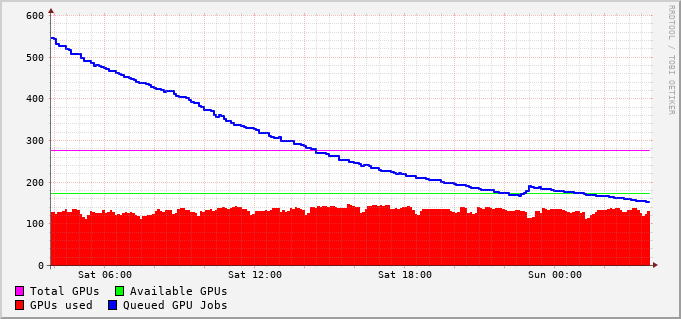 600
500
400
300
200
100
0
Sat 06:00 Sat 12:00 Sat 18:00 Sun 00:00
Total GPUs Available GPUs
GPUs used Queued GPU Jobs
RRDTOOL / TOBI OETIKER